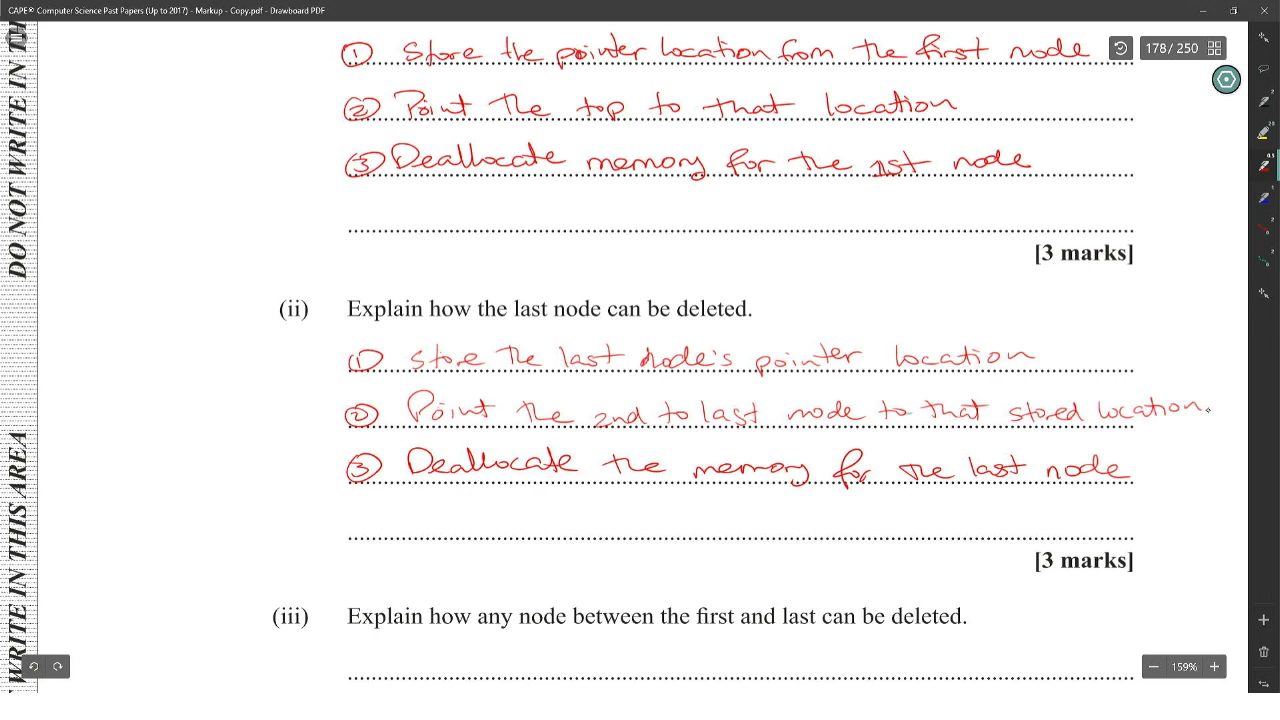 CAPE® Computer Science Past Papers (Up to 2017) - Markup - Copy.pdf - Drawboard PDF
① Store the pointer location from the first node
178 / 250
② Point the top to that location
③ Deallocate memory for the 1st node
[3 marks]
(ii) Explain how the last node can be deleted.
① Store the last node's pointer location
② Point the 2nd to last node to that stored location.
③ Deallocate the memory for the last node
[3 marks]
(iii) Explain how any node between the first and last can be deleted.
159%
DO NOT WRITE IN TH
WRITE IN THIS AREA